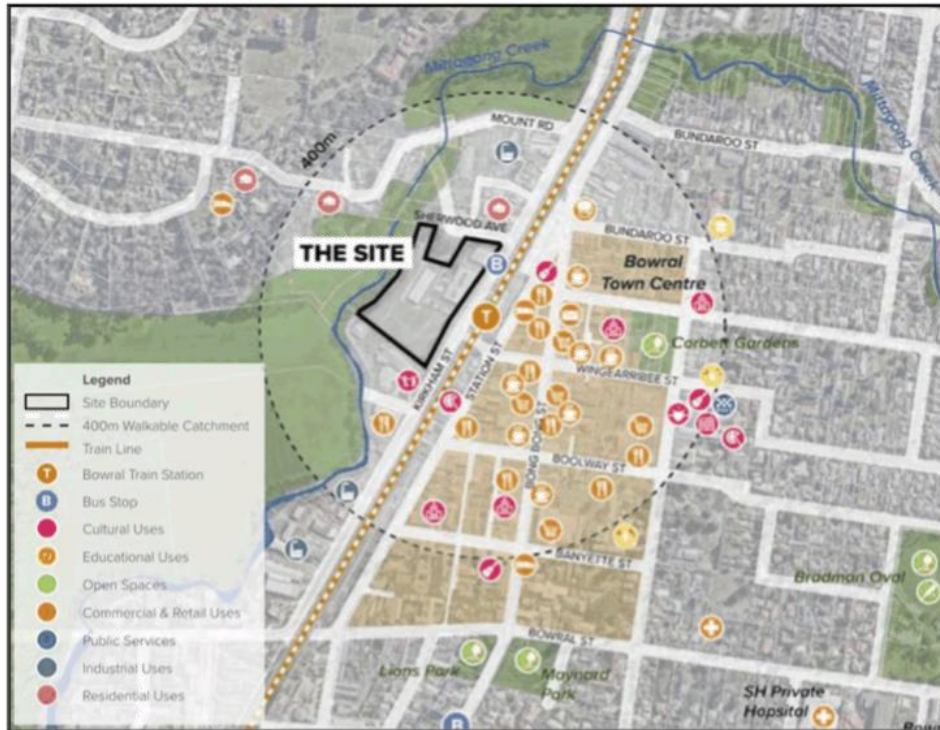 Mittagong Creek
Mittagong Creek
MOUNT RD
BUNDAROO ST
400m
SHERWOOD AVE
BUNDAROO ST
THE SITE
B
Bowral
Town Centre
T
Corbett Gardens
WINGEARRIBEE ST
KIRKHAM ST
STATION ST
BONG BONG ST
BOOLWAY ST
BANYETTE ST
Bradman Oval
BOWRAL ST
Lions Park
Maynard
Park
SH Private
Hopsital
B
Legend
Site Boundary
400m Walkable Catchment
Train Line
T Bowral Train Station
B Bus Stop
Cultural Uses
Educational Uses
Open Spaces
Commercial & Retail Uses
Public Services
Industrial Uses
Residential Uses